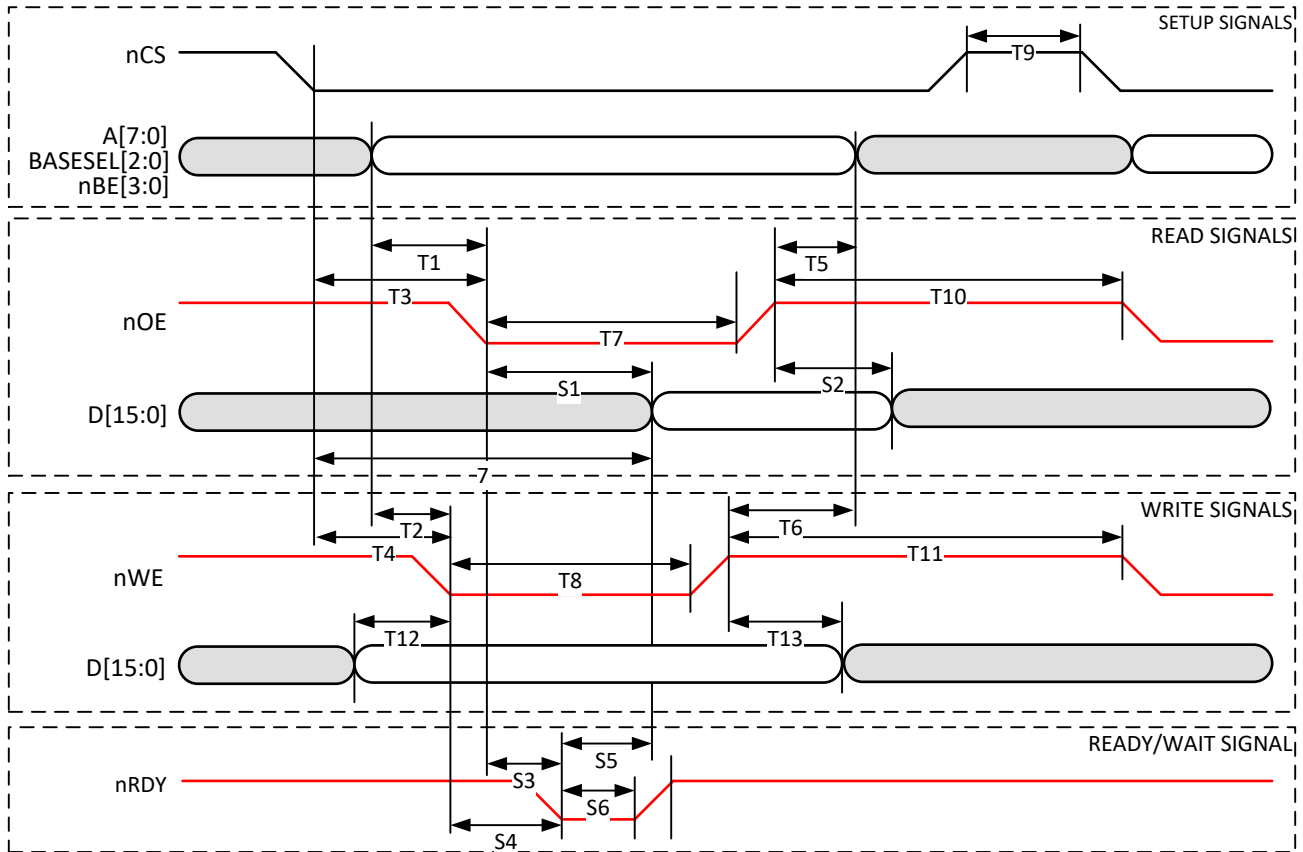 SETUP SIGNALS
nCS
T9
A[7:0]
BASESEL[2:0]
nBE[3:0]
READ SIGNALS
T1
T5
T3
T10
nOE
T7
S1
S2
D[15:0]
7
WRITE SIGNALS
T2
T6
T4
T11
nWE
T8
T12
T13
D[15:0]
READY/WAIT SIGNAL
S5
nRDY
S3
S6
S4